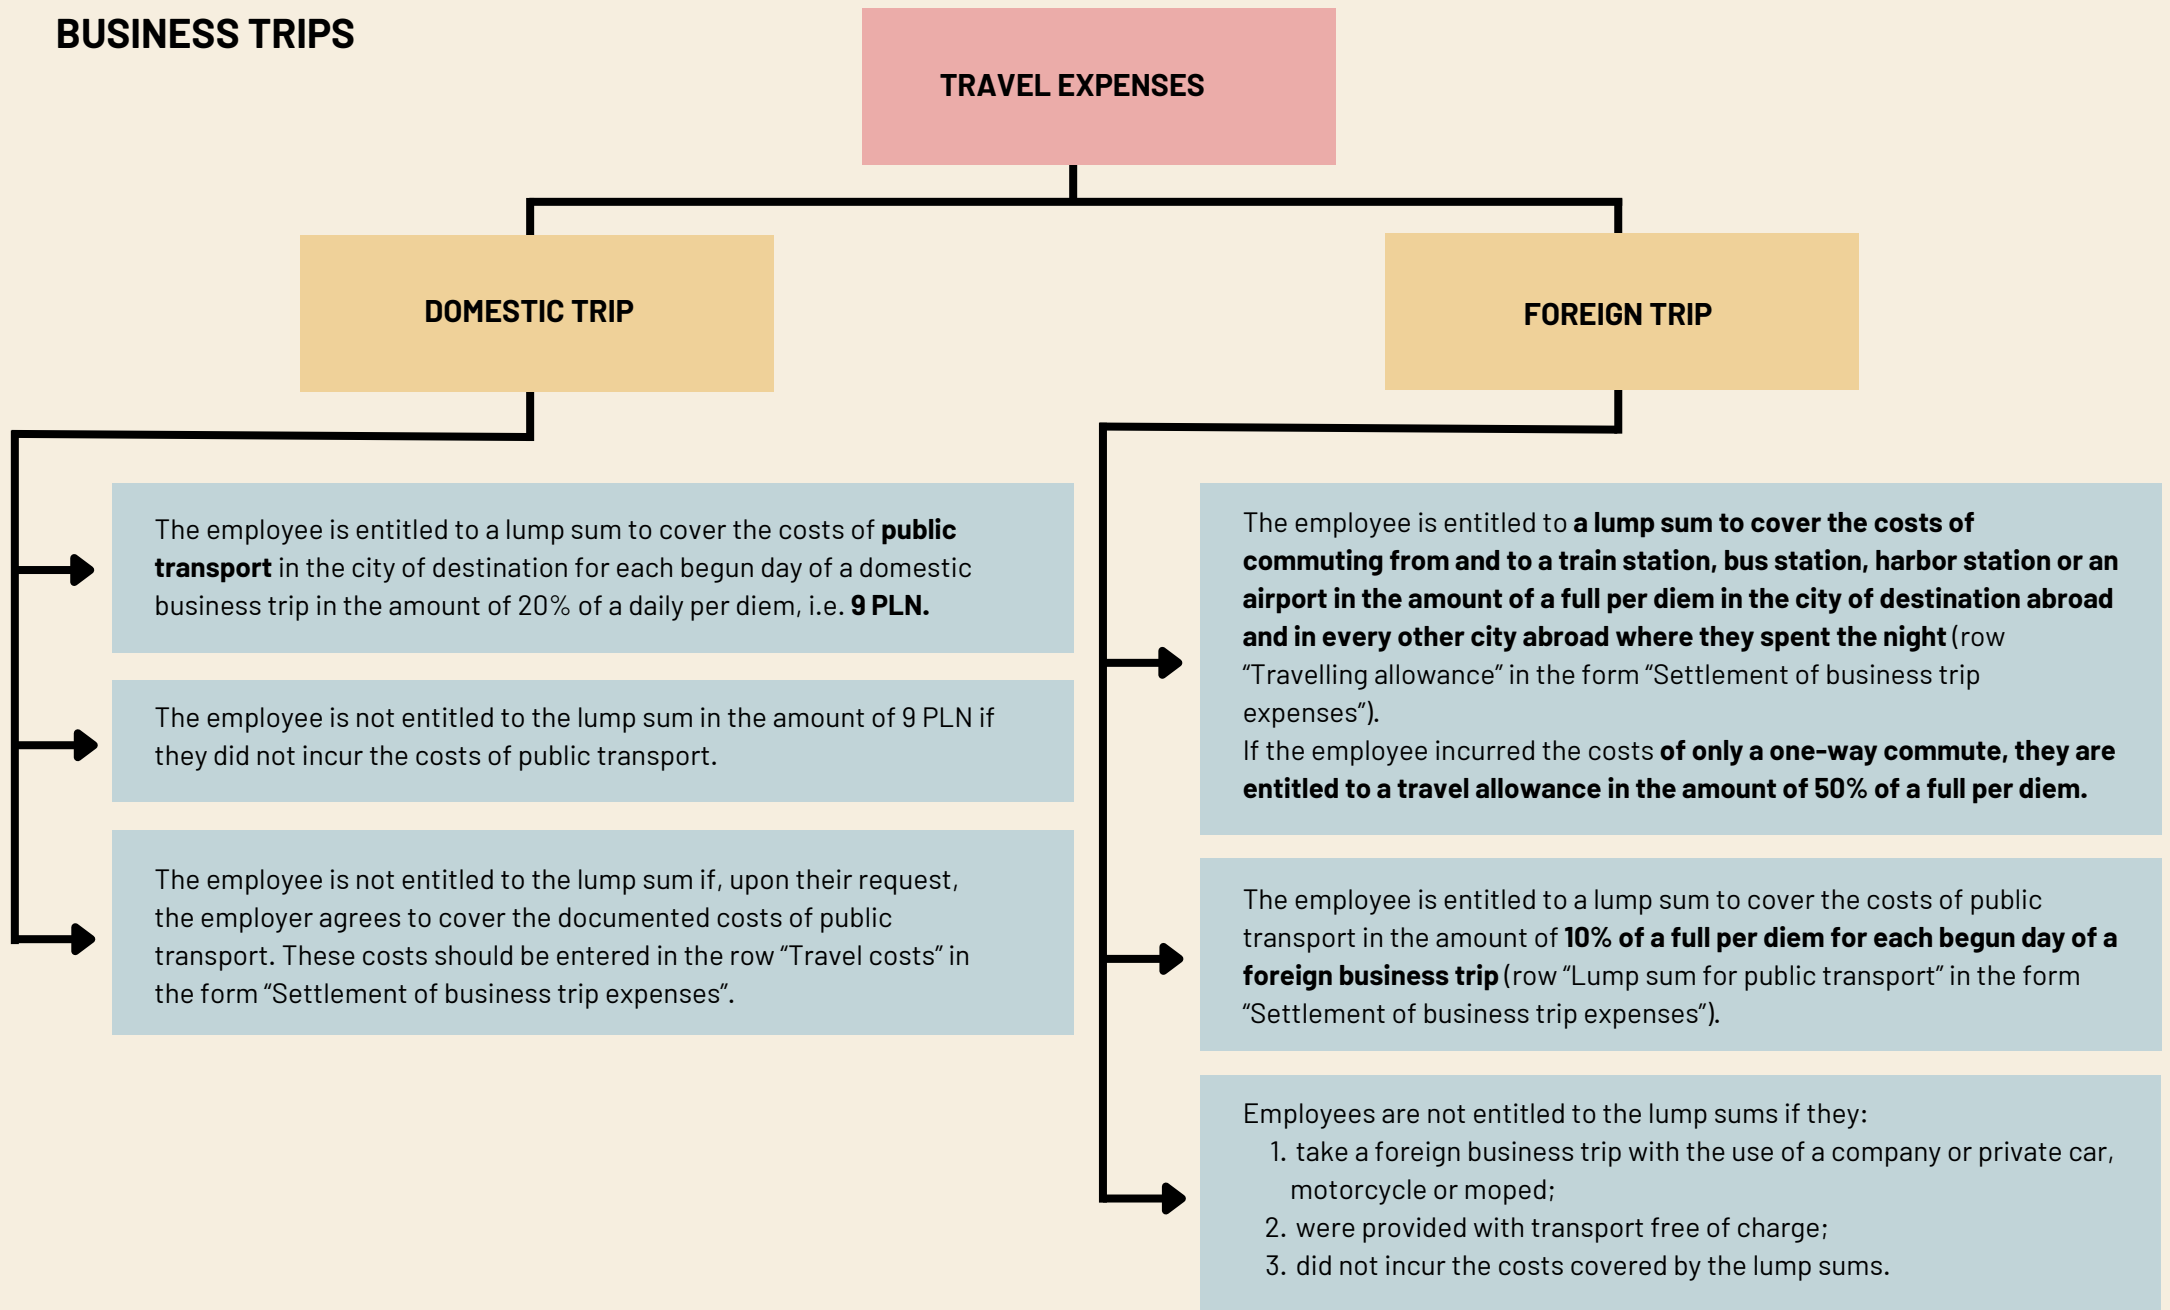 BUSINESS TRIPS
TRAVEL EXPENSES
DOMESTIC TRIP
FOREIGN TRIP
The employee is entitled to a lump sum to cover the costs of public
transport in the city of destination for each begun day of a domestic
business trip in the amount of 20% of a daily per diem, i.e. 9 PLN.
The employee is not entitled to the lump sum in the amount of 9 PLN if
they did not incur the costs of public transport.
The employee is not entitled to the lump sum if, upon their request,
the employer agrees to cover the documented costs of public
transport. These costs should be entered in the row “Travel costs” in
the form “Settlement of business trip expenses”.
The employee is entitled to a lump sum to cover the costs of
commuting from and to a train station, bus station, harbor station or an
airport in the amount of a full per diem in the city of destination abroad
and in every other city abroad where they spent the night (row
“Travelling allowance” in the form “Settlement of business trip
expenses”).
If the employee incurred the costs of only a one-way commute, they are
entitled to a travel allowance in the amount of 50% of a full per diem.
The employee is entitled to a lump sum to cover the costs of public
transport in the amount of 10% of a full per diem for each begun day of a
foreign business trip (row “Lump sum for public transport” in the form
“Settlement of business trip expenses”).
Employees are not entitled to the lump sums if they:
1. take a foreign business trip with the use of a company or private car,
motorcycle or moped;
2. were provided with transport free of charge;
3. did not incur the costs covered by the lump sums.